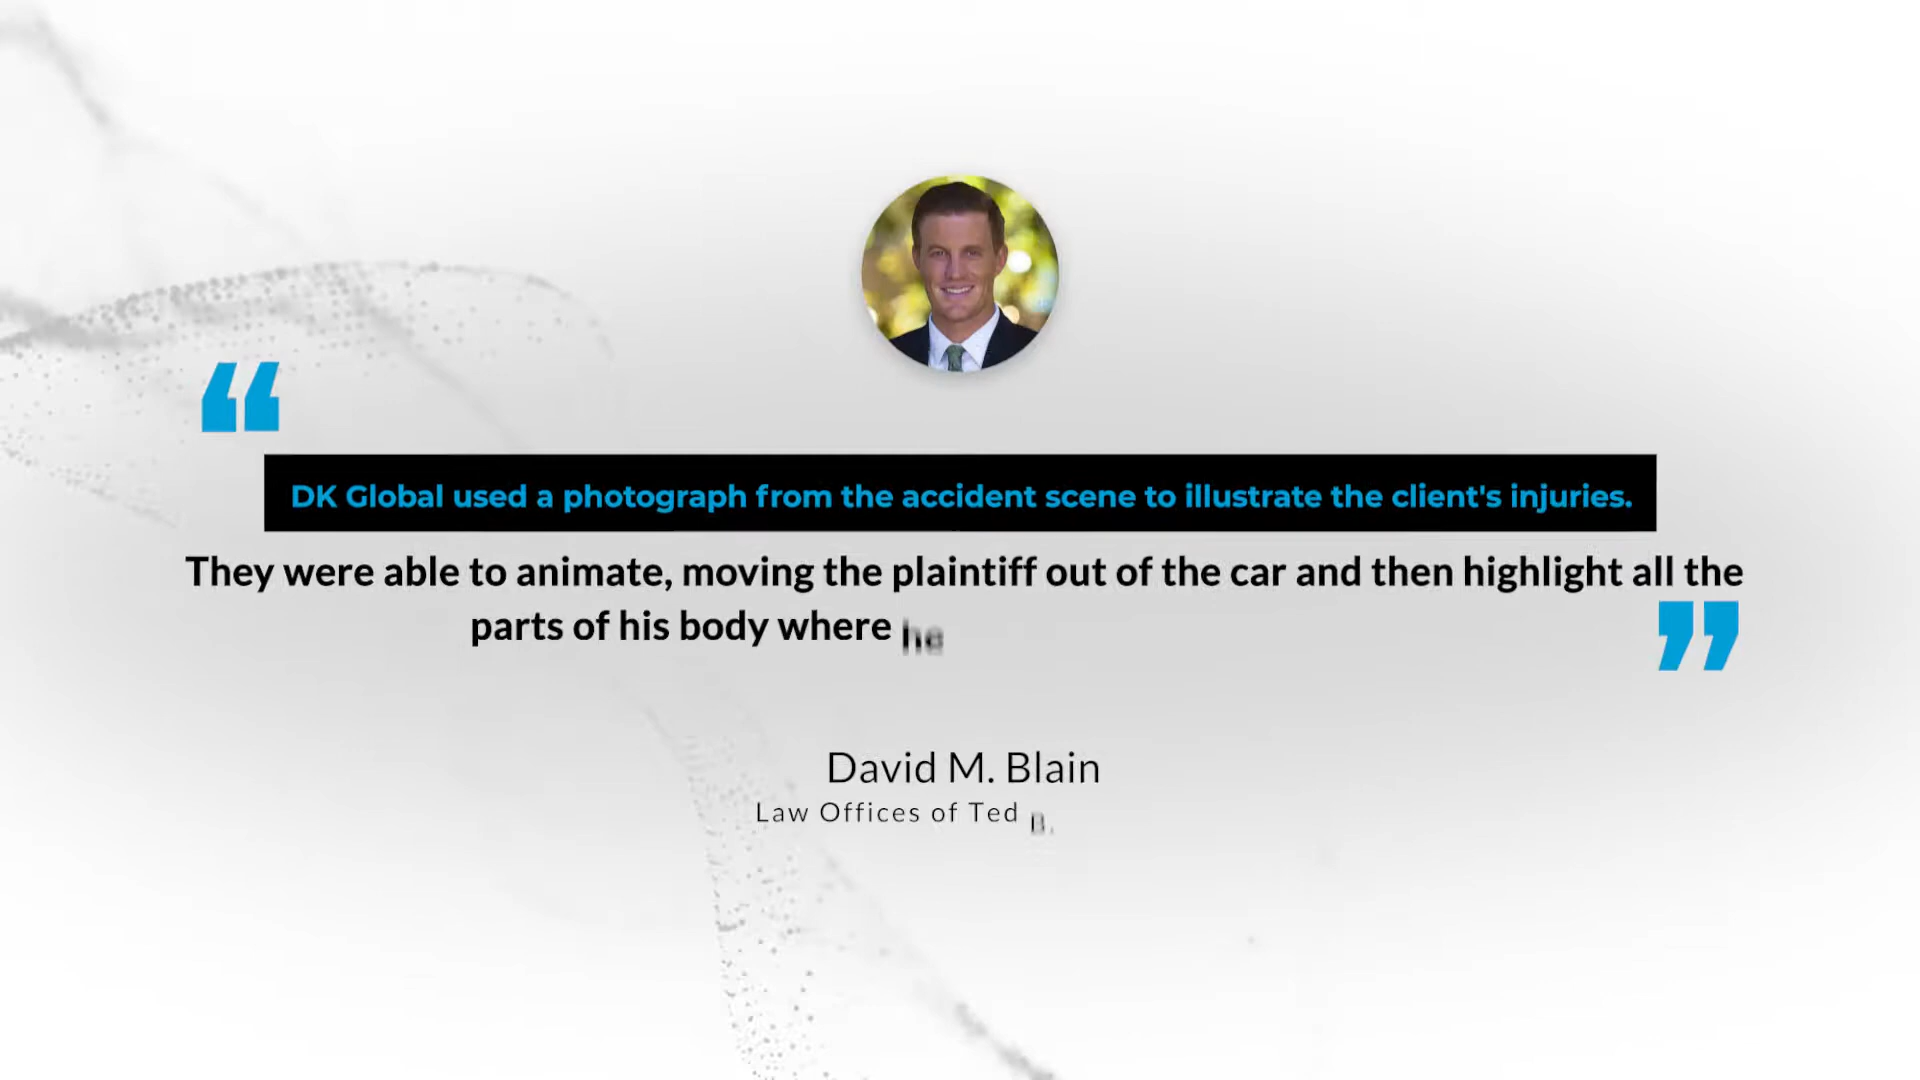 “
DK Global used a photograph from the accident scene to illustrate the client's injuries.
They were able to animate, moving the plaintiff out of the car and then highlight all the
parts of his body where he
”
David M. Blain
Law Offices of Ted B.